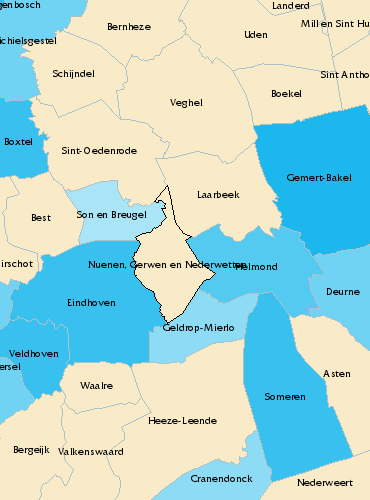 genbosch
Landerd
Bernheze
Uden
Mill en Sint Hu
ichielsgestel
Schijndel
Sint Antho
Boekel
Veghel
Boxtel
Sint-Oedenrode
Gemert-Bakel
Laarbeek
Best
Son en Breugel
irschot
Nuenen, Gerwen en Nederwetten
Helmond
Deurne
Eindhoven
Geldrop-Mierlo
Veldhoven
ersel
Asten
Waalre
Someren
Heeze-Leende
Bergeijk
Valkenswaard
Cranendonck
Nederweert